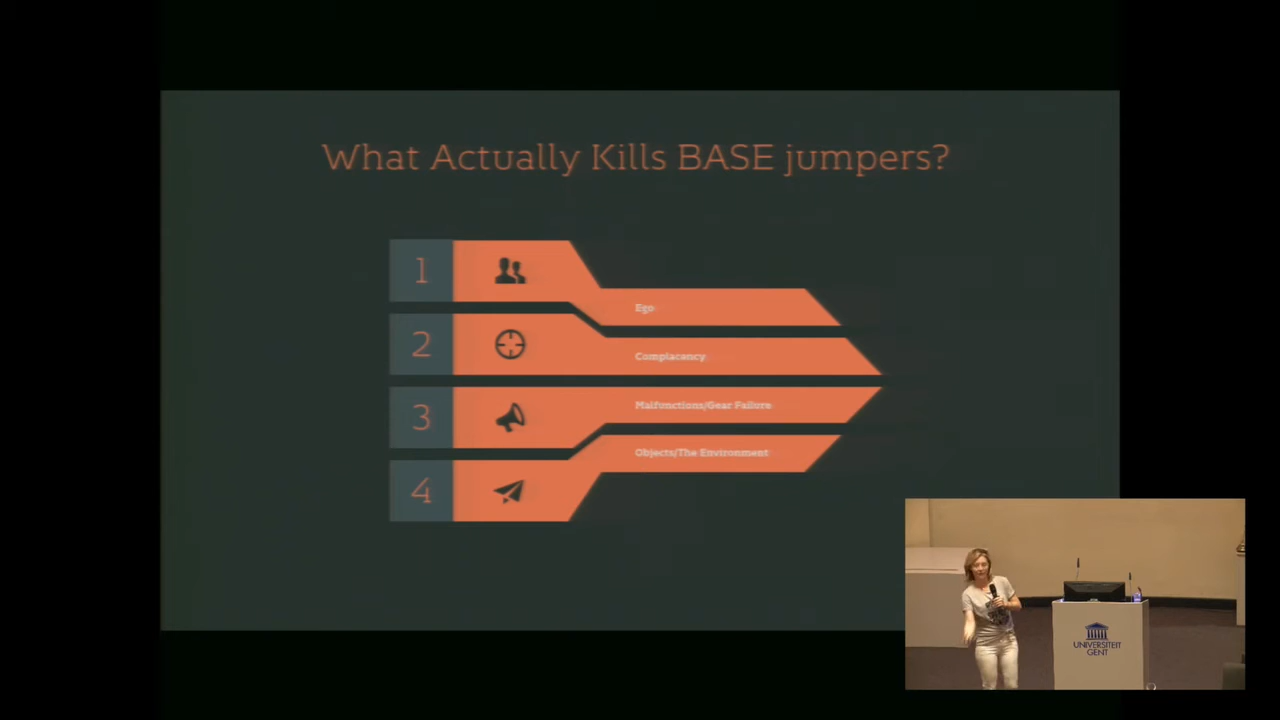 What Actually Kills BASE jumpers?
1
Ego
2
Complacency
3
Malfunctions/Gear Failure
4
Objects/The Environment
UNIVERSITEIT
GENT